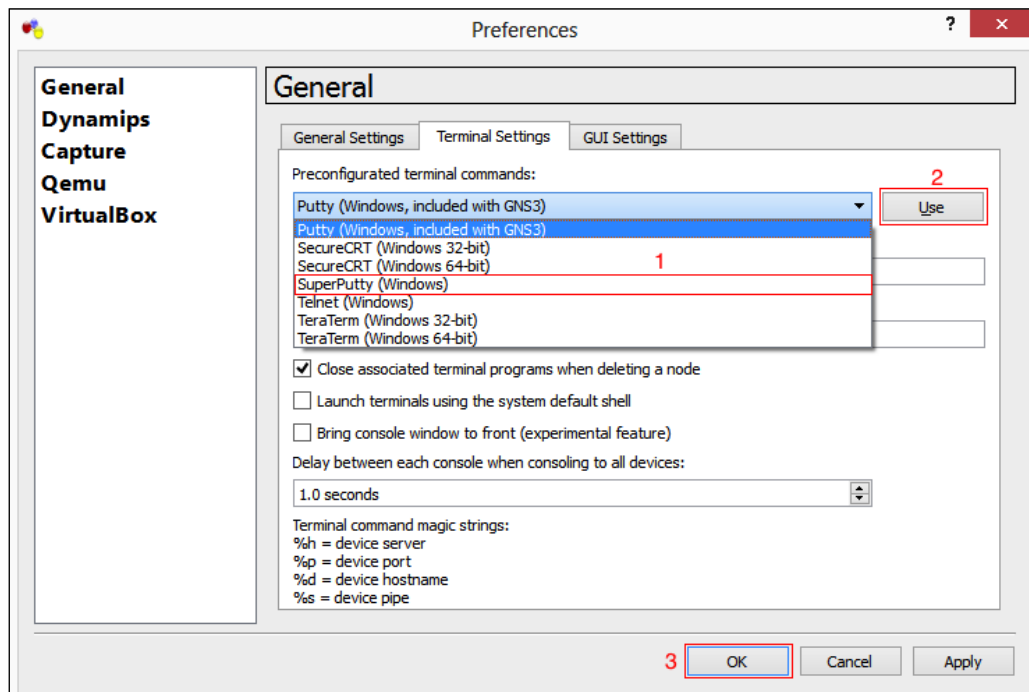 Preferences
?
General
Dynamips
Capture
Qemu
VirtualBox
General
General Settings
Terminal Settings
GUI Settings
Preconfigurated terminal commands:
Putty (Windows, included with GNS3)
2
Use
Putty (Windows, included with GNS3)
SecureCRT (Windows 32-bit)
SecureCRT (Windows 64-bit)
1
SuperPutty (Windows)
Telnet (Windows)
TeraTerm (Windows 32-bit)
TeraTerm (Windows 64-bit)
Close associated terminal programs when deleting a node
Launch terminals using the system default shell
Bring console window to front (experimental feature)
Delay between each console when consoling to all devices:
1.0 seconds
Terminal command magic strings:
%h = device server
%p = device port
%d = device hostname
%s = device pipe
3
OK
Cancel
Apply